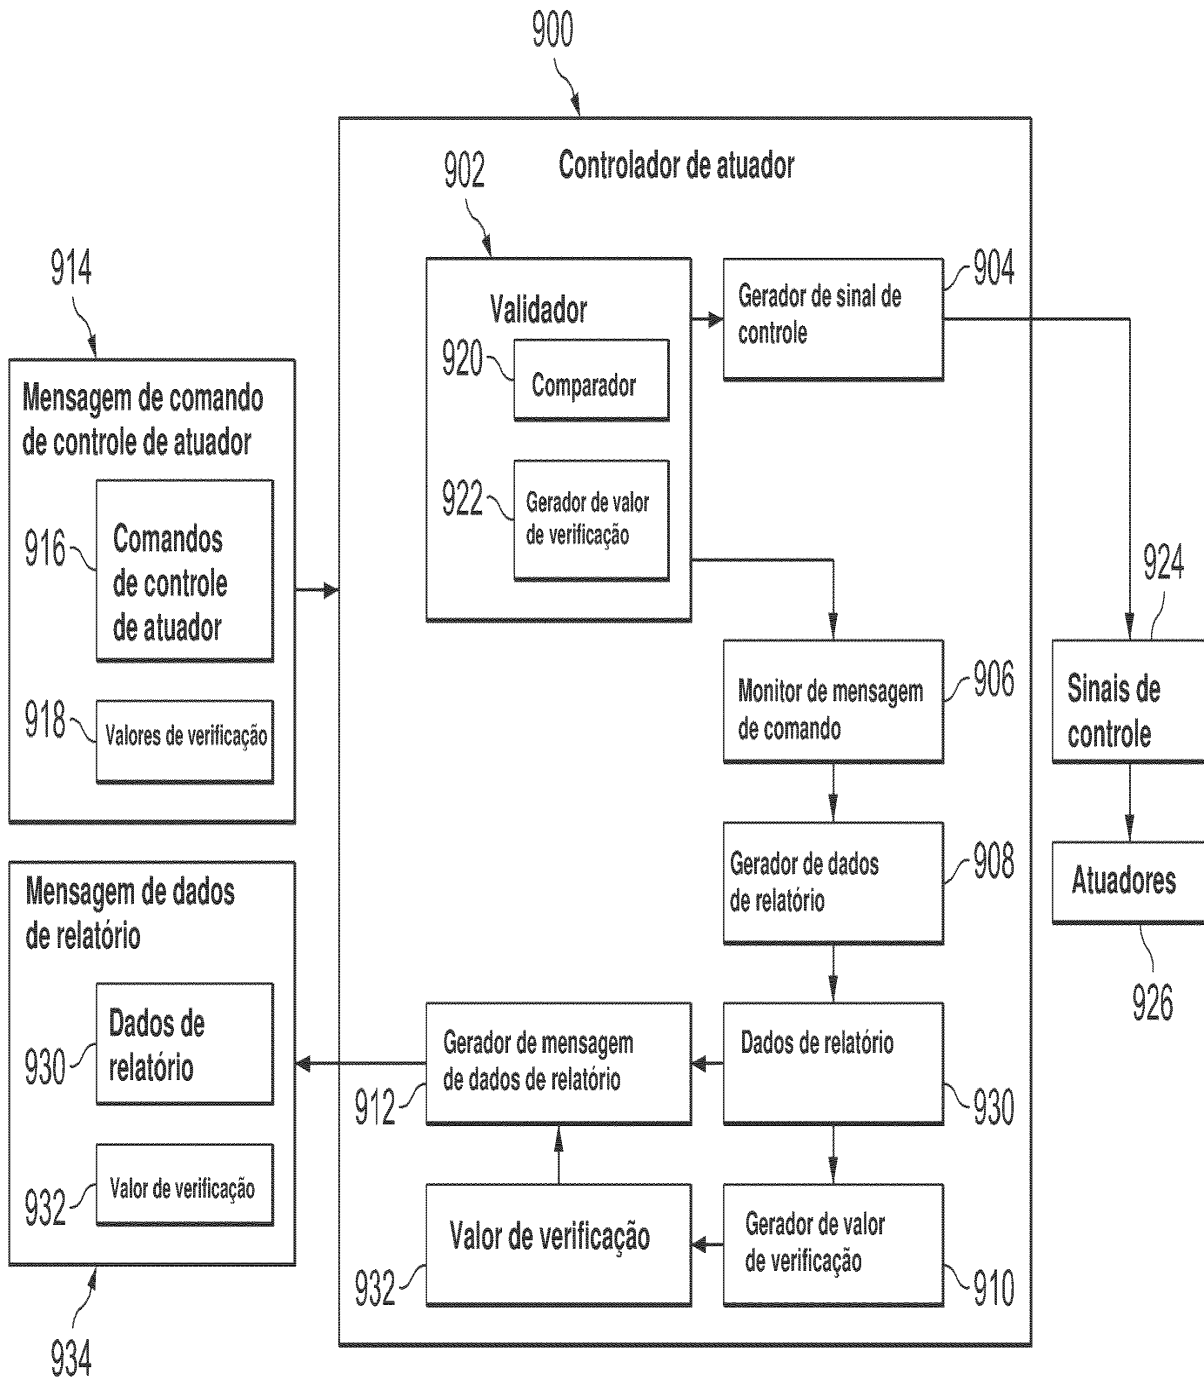 900
Controlador de atuador
902
Validador
920
Comparador
922
Gerador de valor
de verificação
Gerador de sinal de
controle
904
914
Mensagem de comando
de controle de atuador
916
Comandos
de controle
de atuador
918
Valores de verificação
924
Sinais de
controle
Atuadores
926
Monitor de mensagem
de comando
906
Gerador de dados
de relatório
908
Mensagem de dados
de relatório
930
Dados de
relatório
932
Valor de verificação
934
Gerador de mensagem
de dados de relatório
912
Dados de relatório
930
Valor de verificação
932
Gerador de valor
de verificação
910